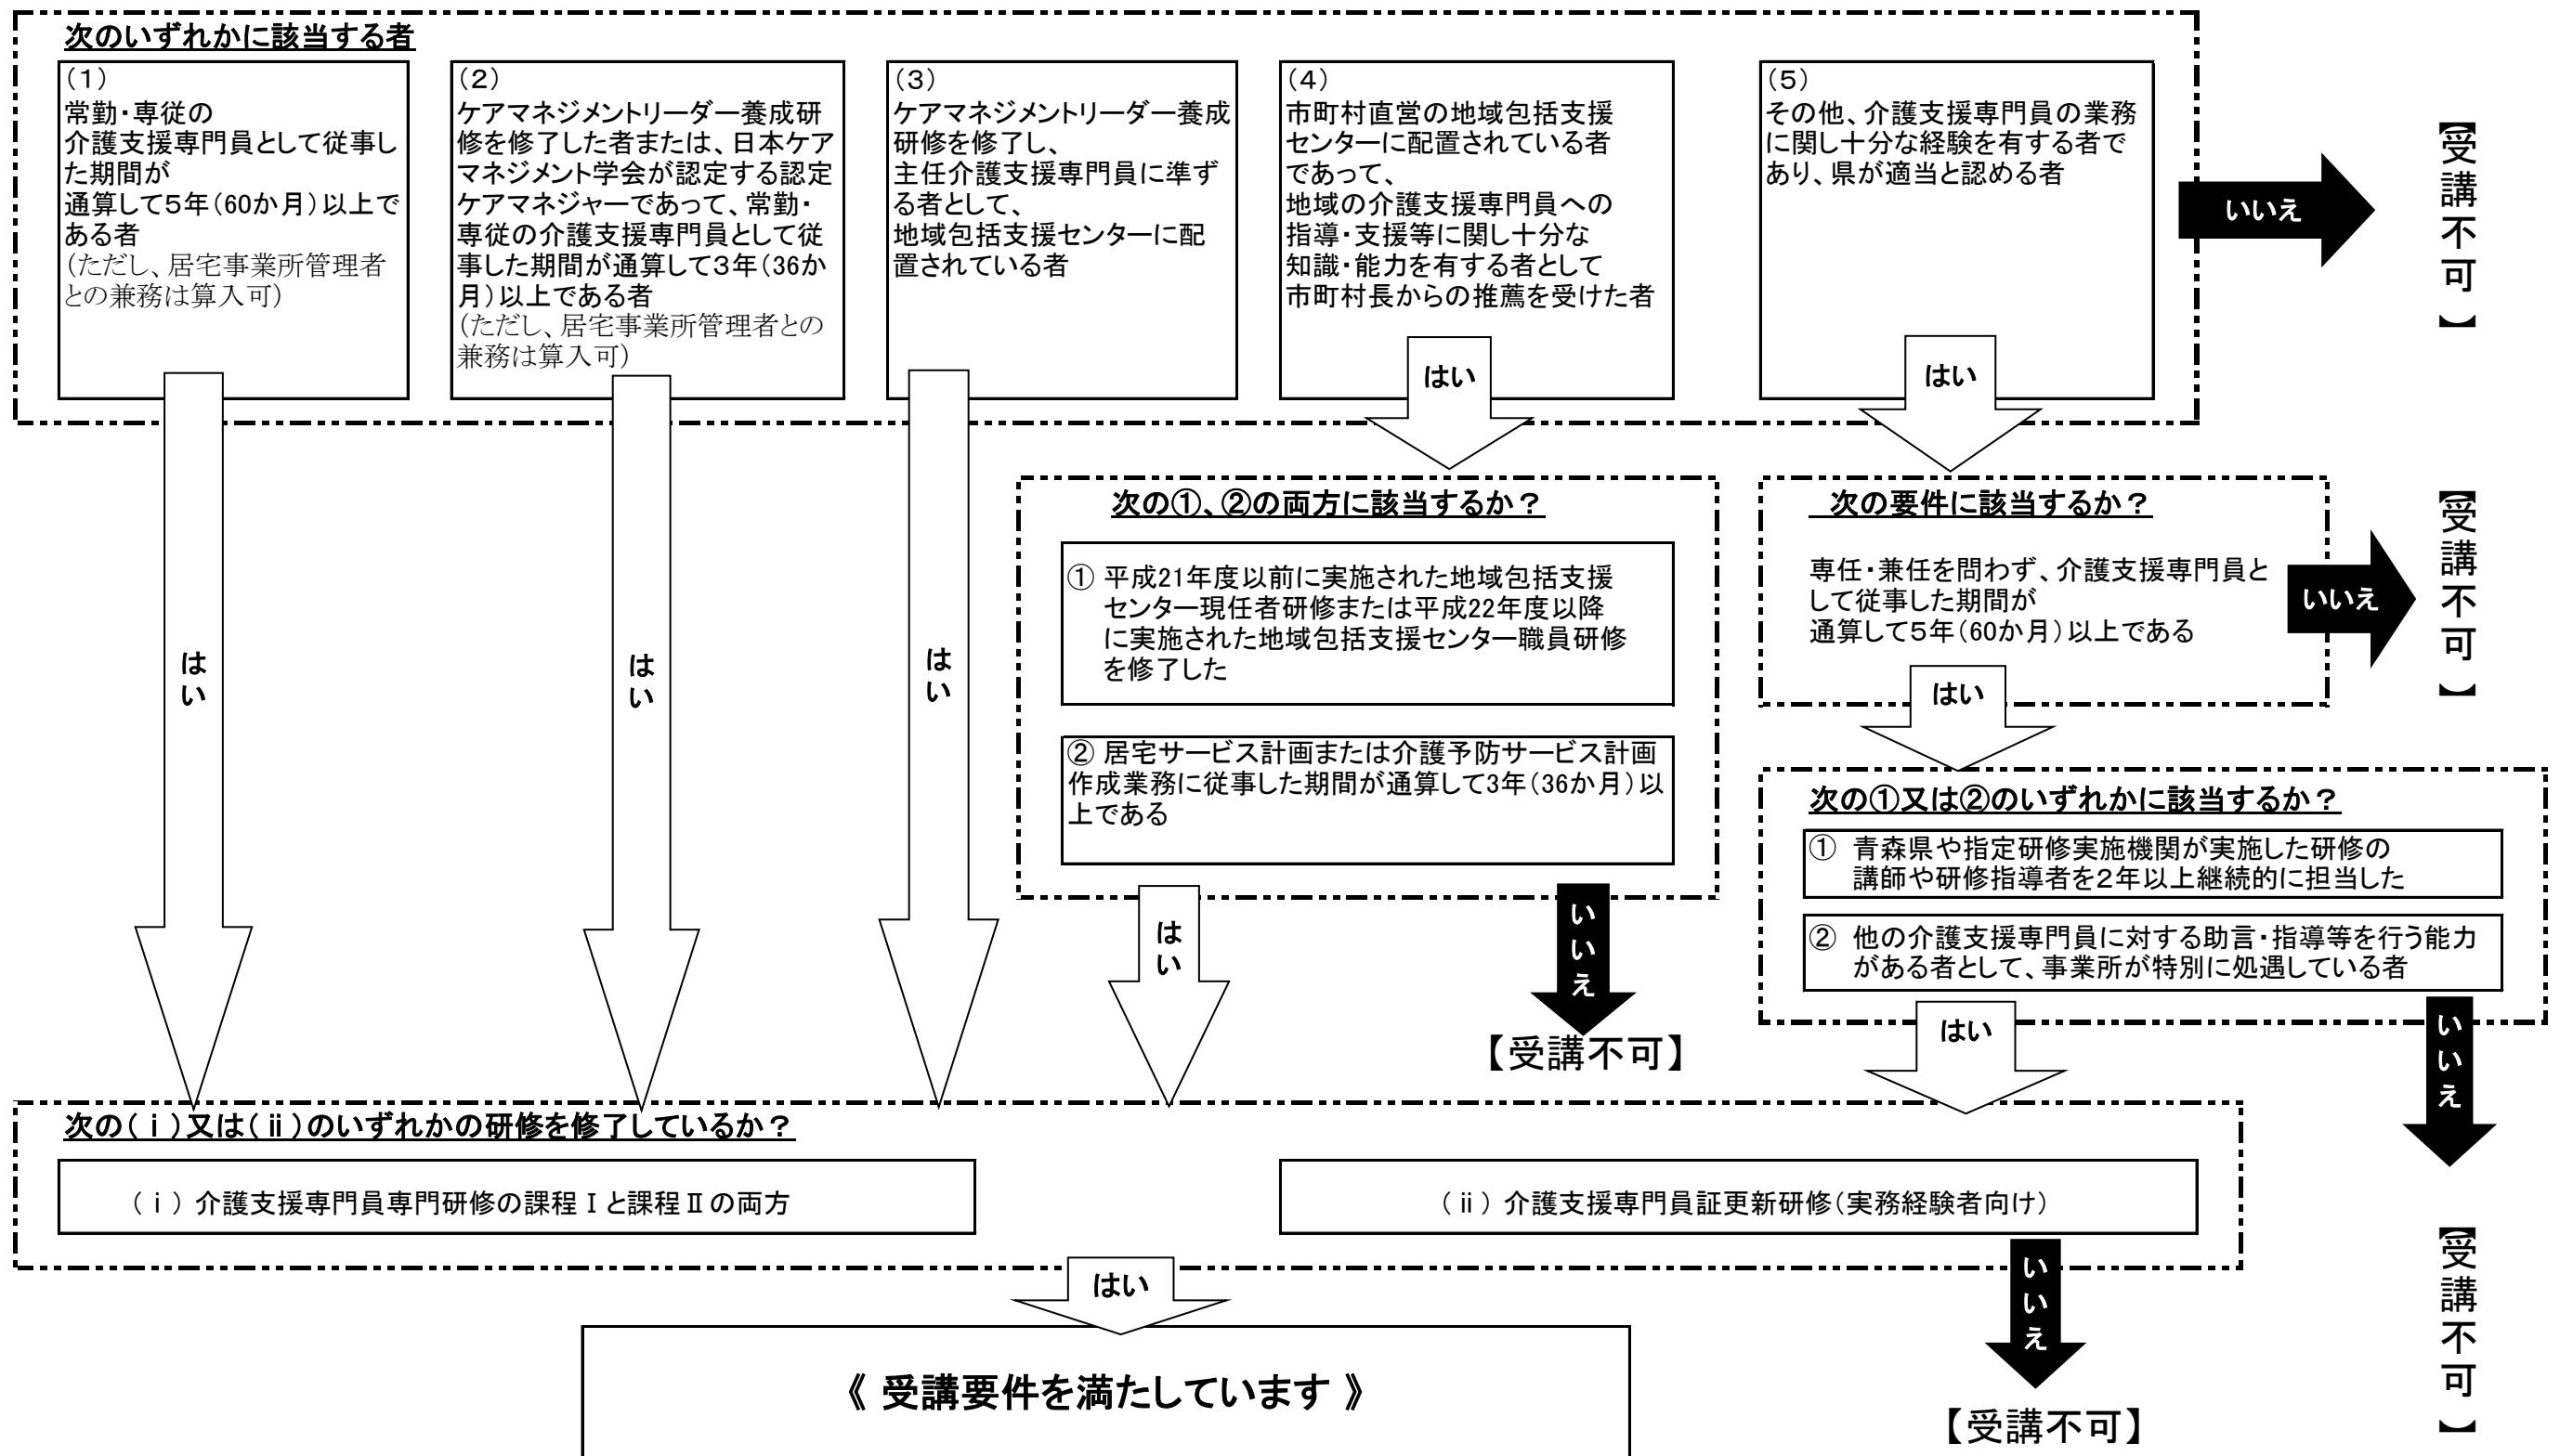 次のいずれかに該当する者
(1)
常勤・専従の
介護支援専門員として従事し
た期間が
通算して5年(60か月)以上で
ある者
(ただし、居宅事業所管理者
との兼務は算入可)
(2)
ケアマネジメントリーダー養成研
修を修了した者または、日本ケア
マネジメント学会が認定する認定
ケアマネジャーであって、常勤・
専従の介護支援専門員として従
事した期間が通算して3年(36か
月)以上である者
(ただし、居宅事業所管理者との
兼務は算入可)
(3)
ケアマネジメントリーダー養成
研修を修了し、
主任介護支援専門員に準ず
る者として、
地域包括支援センターに配
置されている者
(4)
市町村直営の地域包括支援
センターに配置されている者
であって、
地域の介護支援専門員への
指導・支援等に関し十分な
知識・能力を有する者として
市町村長からの推薦を受けた者
(5)
その他、介護支援専門員の業務
に関し十分な経験を有する者で
あり、県が適当と認める者
いいえ
【受講不可】
はい
はい
はい
はい
はい
次の①、②の両方に該当するか？
① 平成21年度以前に実施された地域包括支援
センター現任者研修または平成22年度以降
に実施された地域包括支援センター職員研修
を修了した
② 居宅サービス計画または介護予防サービス計画
作成業務に従事した期間が通算して3年(36か月)以
上である
はい
いいえ
【受講不可】
次の要件に該当するか？
専任・兼任を問わず、介護支援専門員と
して従事した期間が
通算して5年(60か月)以上である
いいえ
【受講不可】
はい
次の①又は②のいずれかに該当するか？
① 青森県や指定研修実施機関が実施した研修の
講師や研修指導者を2年以上継続的に担当した
② 他の介護支援専門員に対する助言・指導等を行う能力
がある者として、事業所が特別に処遇している者
はい
いいえ
【受講不可】
次の(ⅰ)又は(ⅱ)のいずれかの研修を修了しているか？
(ⅰ) 介護支援専門員専門研修の課程Ⅰと課程Ⅱの両方
(ⅱ) 介護支援専門員証更新研修(実務経験者向け)
はい
いいえ
【受講不可】
《 受講要件を満たしています 》